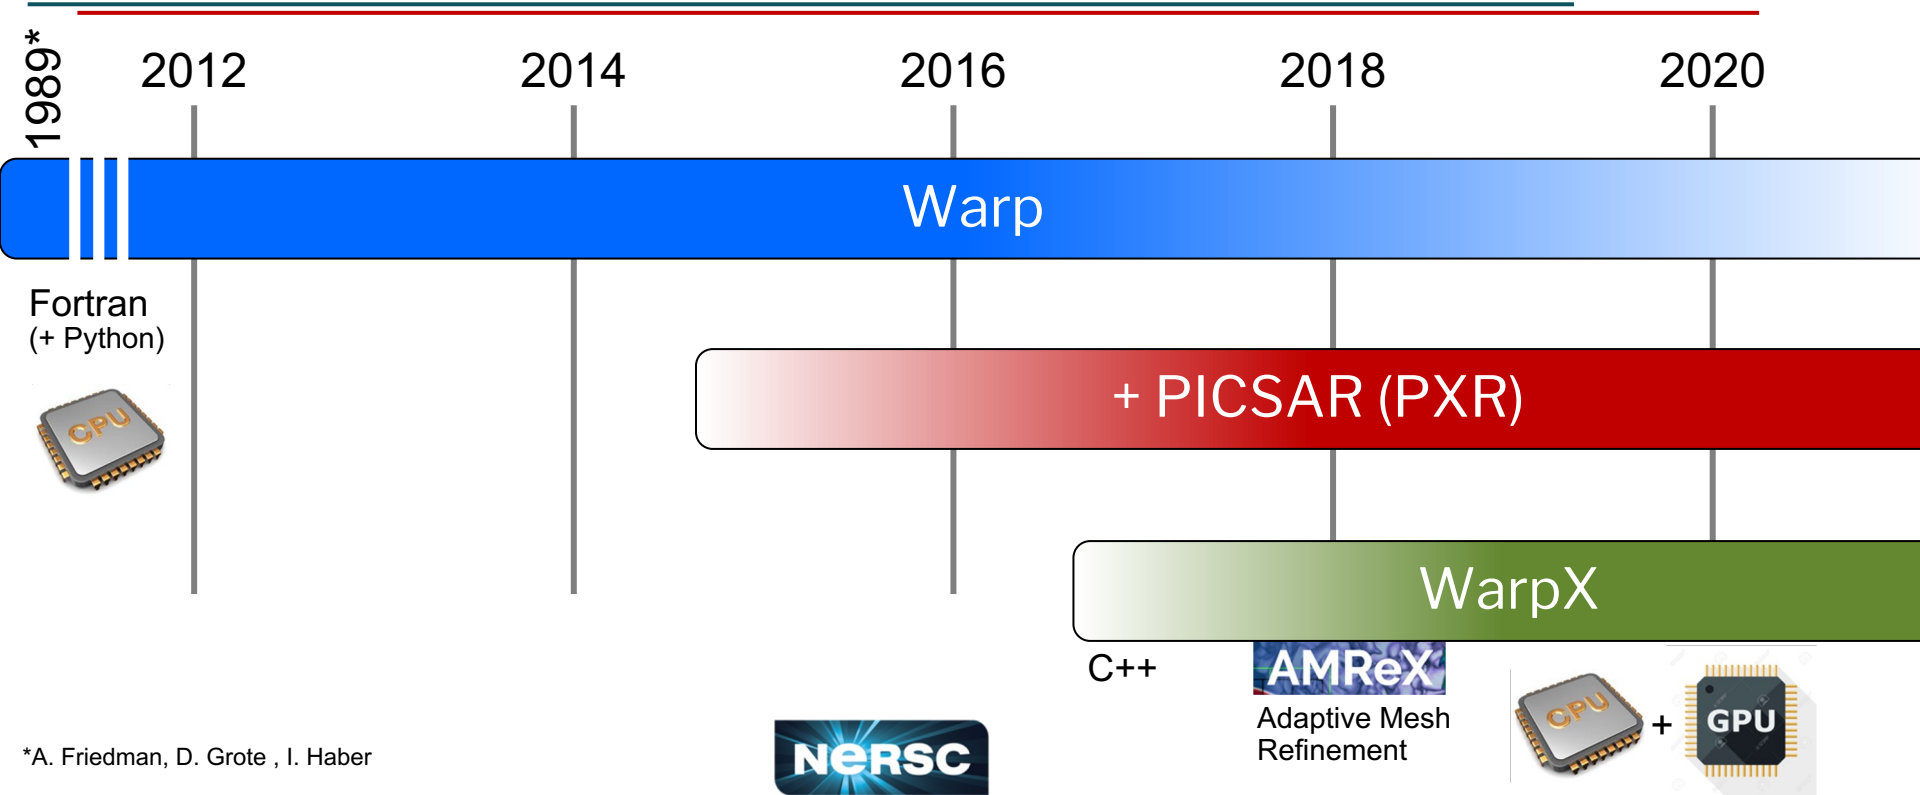 1989*
2012
2014
2016
2018
2020
Warp
Fortran
(+ Python)
CPU
+ PICSAR (PXR)
WarpX
C++
AMReX
Adaptive Mesh
Refinement
CPU
+
GPU
NERSC
*A. Friedman, D. Grote , I. Haber